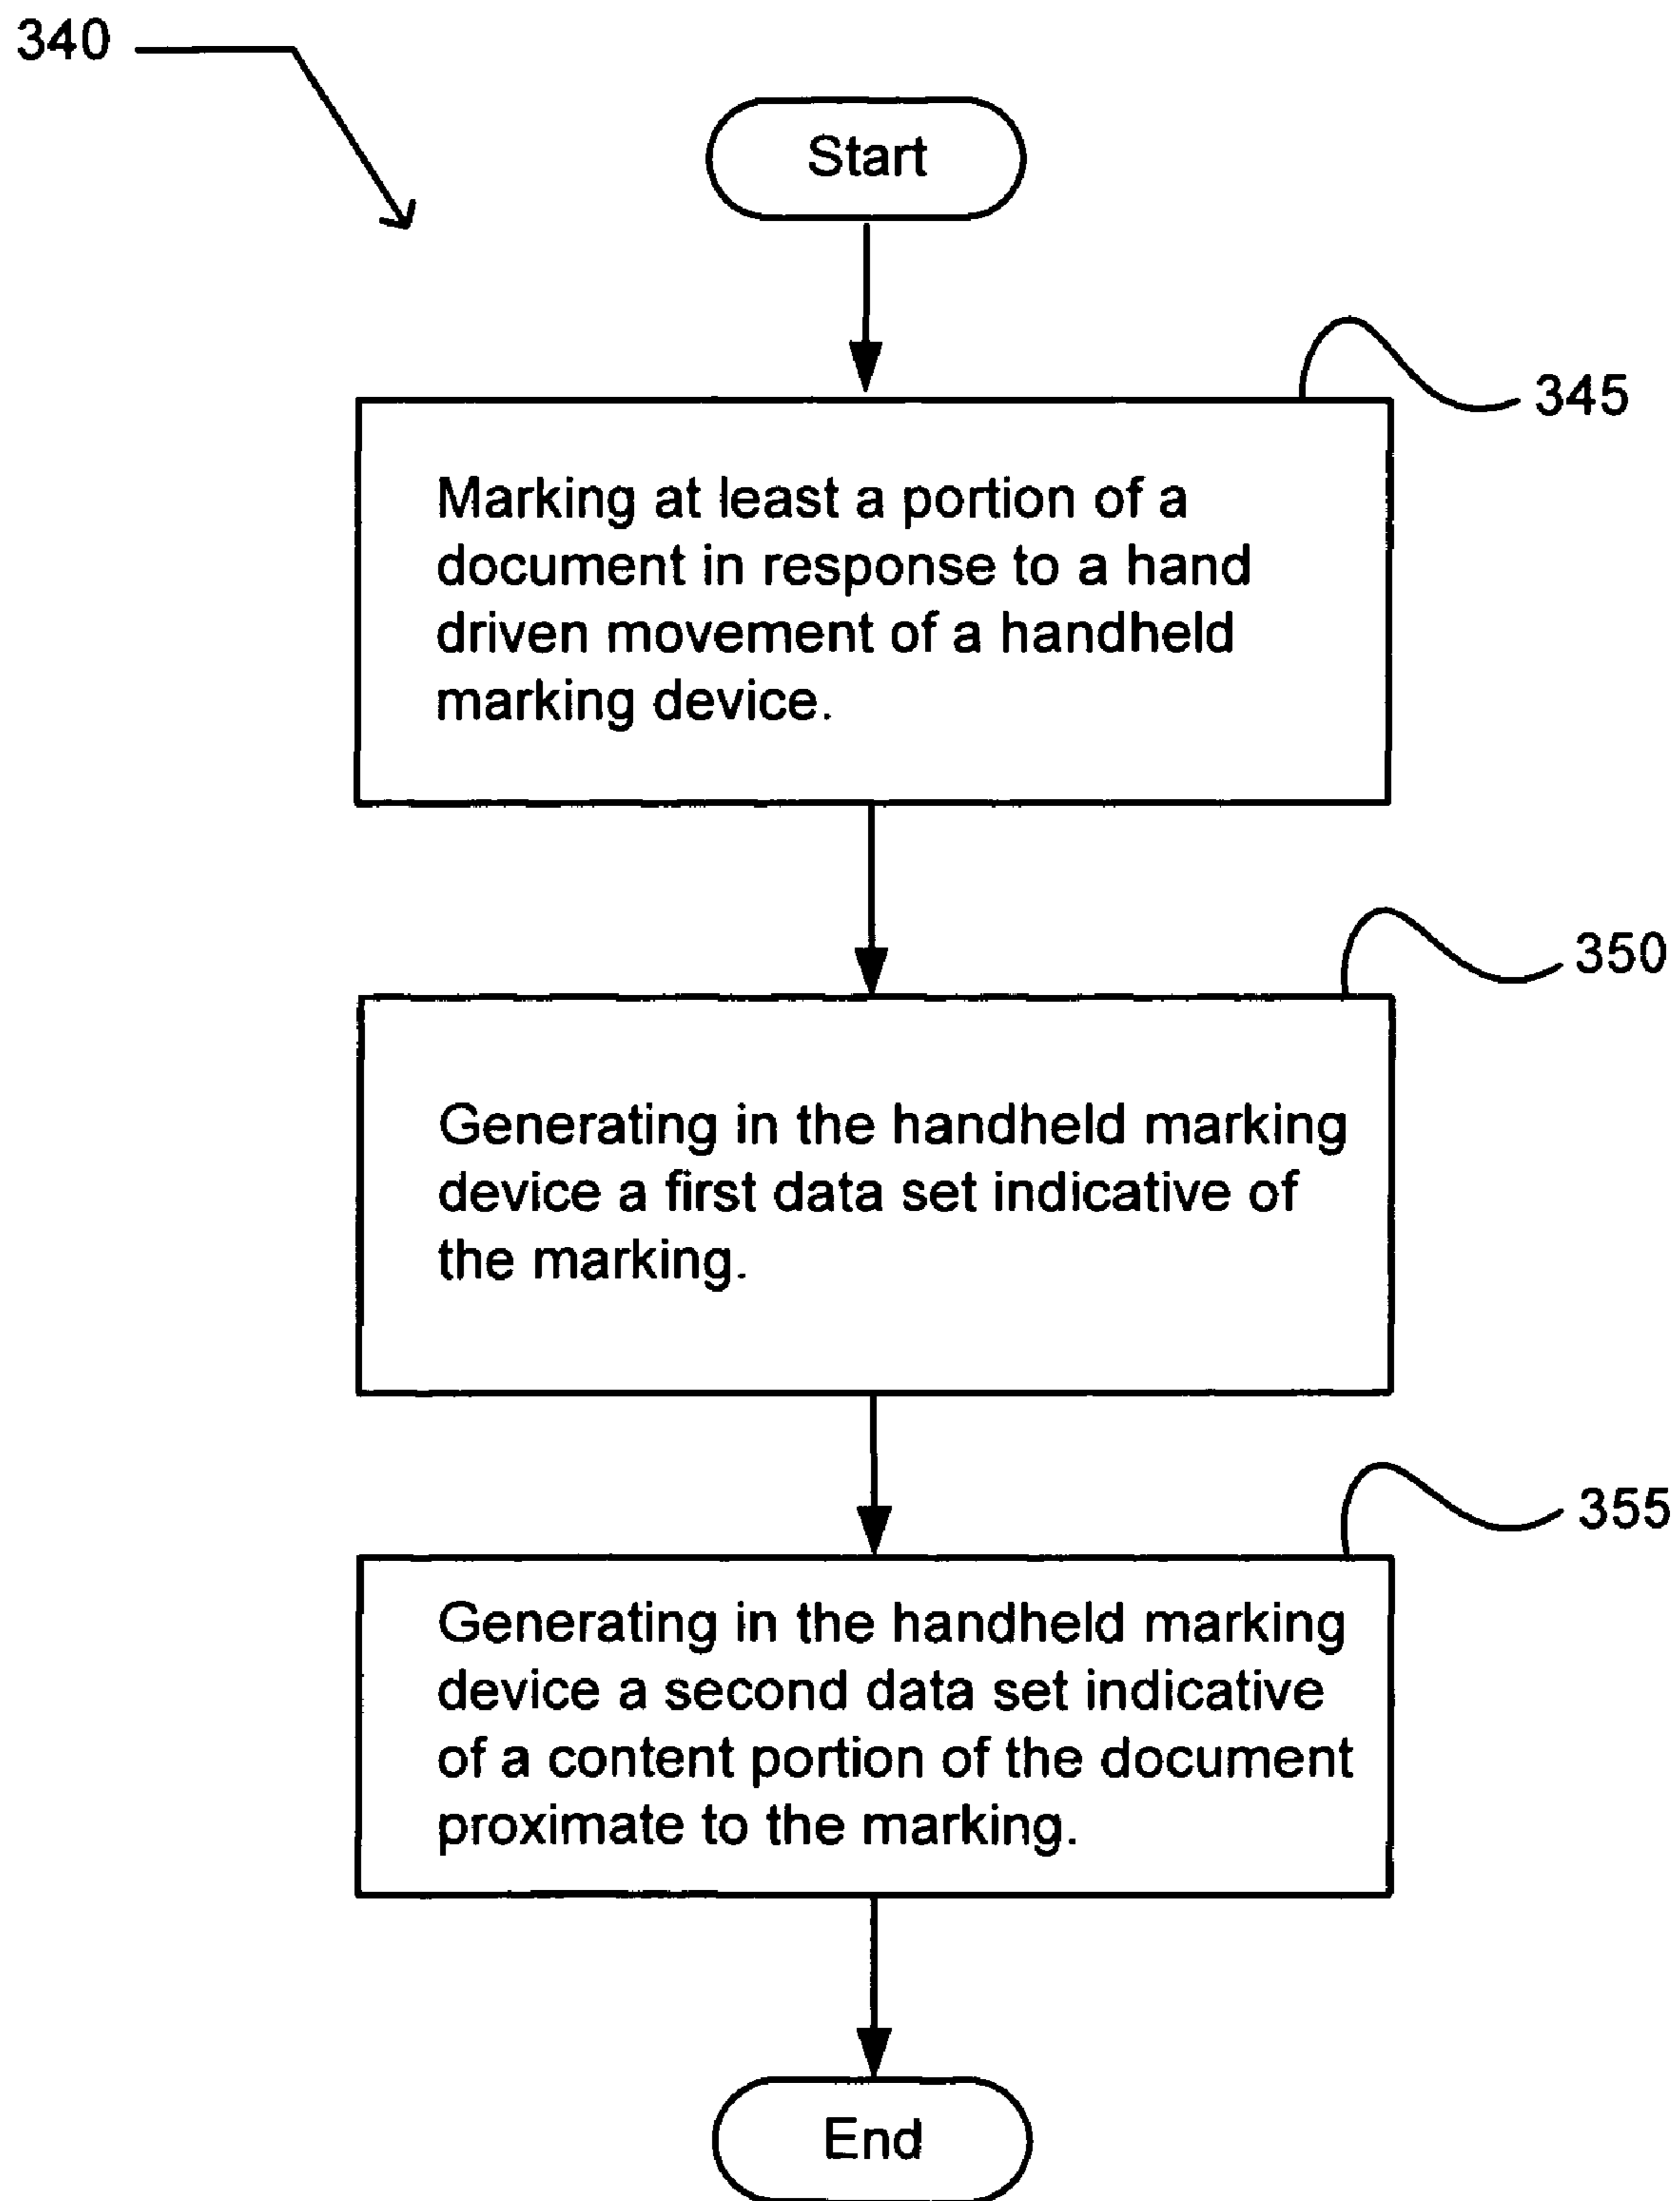 340
Start
345
Marking at least a portion of a
document in response to a hand
driven movement of a handheld
marking device.
350
Generating in the handheld marking
device a first data set indicative of
the marking.
355
Generating in the handheld marking
device a second data set indicative
of a content portion of the document
proximate to the marking.
End